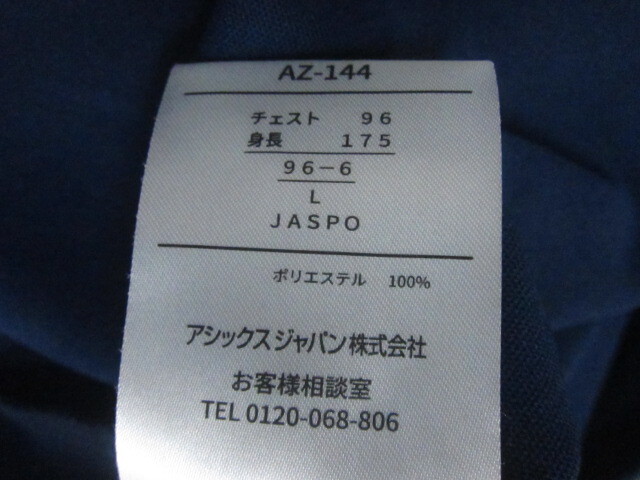 AZ-144
チェスト 96
身長 175
96-6
L
JASPO
ポリエステル 100%
アシックスジャパン株式会社
お客様相談室
TEL 0120-068-806